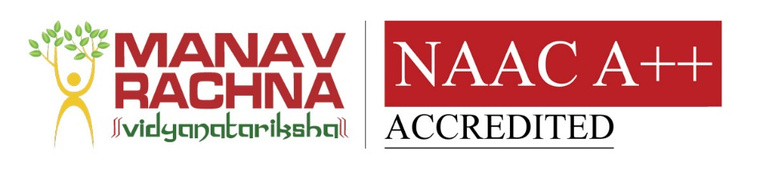 MANAV
RACHNA
॥vidyanatariksha॥
NAAC A++
ACCREDITED